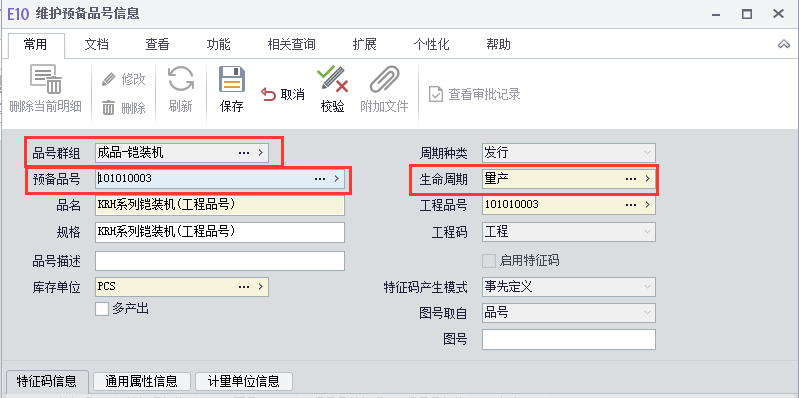 E10 维护预备品号信息
常用 文档 查看 功能 相关查询 扩展 个性化 帮助
删除当前明细 修改 删除 刷新 保存 取消 校验 附加文件 查看审批记录
品号群组 成品-铠装机 ... 周期种类 发行
预备品号 101010003 ... 生命周期 量产 ...
品名 KRH系列铠装机(工程品号) 工程品号 101010003 ...
规格 KRH系列铠装机(工程品号) 工程码 工程
品号描述 启用特征码
库存单位 PCS ... 特征码产生模式 事先定义
多产出 图号取自 品号
图号
特征码信息 通用属性信息 计量单位信息